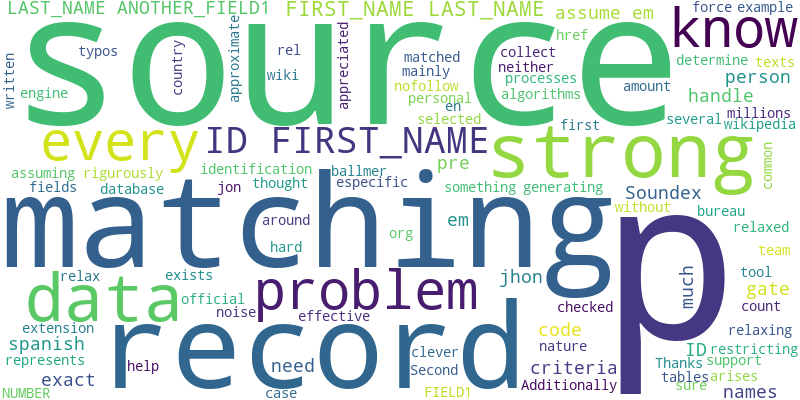 LAST_NAME ANOTHER_FIELD1 FIRST_NAME LAST_NAME assume em force example
written engine typos source rel country approximate wiki appreciated matched mainly nofollow personal en selected collect neither processes algorithms href amount know determine texts person handle several millions wikipedia
every ID FIRST_NAME pre first strong common
assuming rigurously identification ballmer
fields database jon thought especific something generating Soundex without bureau
matching around hard org em p relaxed team
relax exists data official noise problem effective jhon checked much tool gate count
extension spanish represents record clever Second need code nature criteria ID restricting relaxing Thanks support tables arises sure
exact help case FIELD1 Additionally names
NUMBER